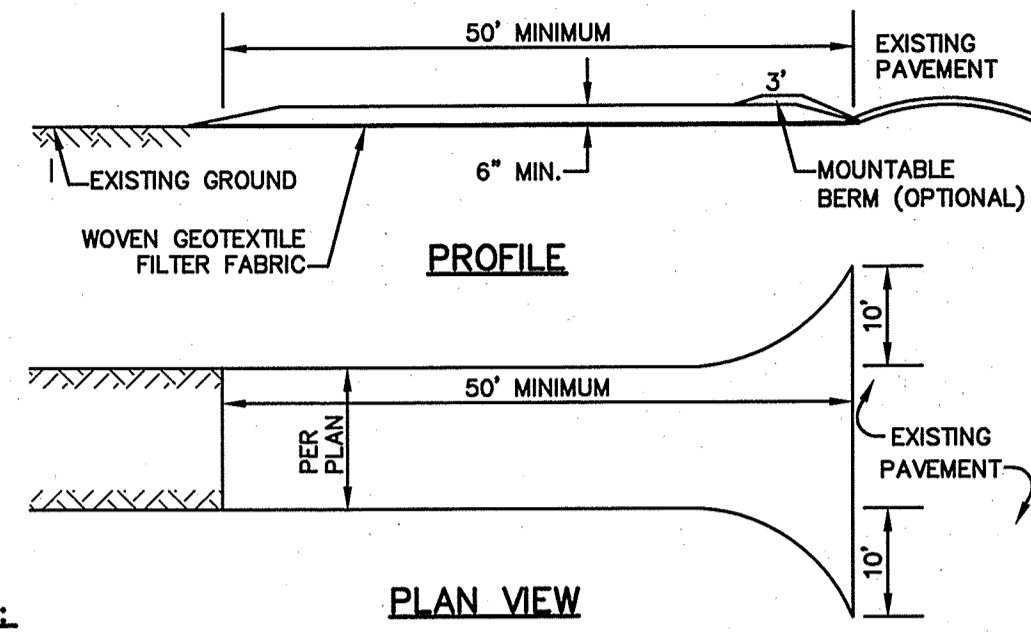 50' MINIMUM
EXISTING
PAVEMENT
3'
EXISTING GROUND
6" MIN.
MOUNTABLE
BERM (OPTIONAL)
WOVEN GEOTEXTILE
FILTER FABRIC
PROFILE
10'
50' MINIMUM
PER
PLAN
EXISTING
PAVEMENT
10'
PLAN VIEW